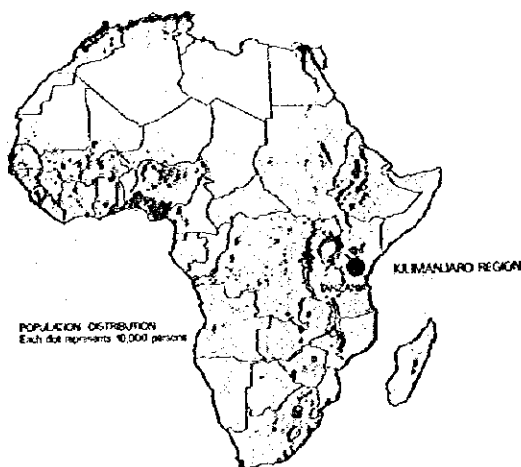 KILIMANJARO REGION
TANZANIA
POPULATION DISTRIBUTION
Each dot represents 10,000 persons